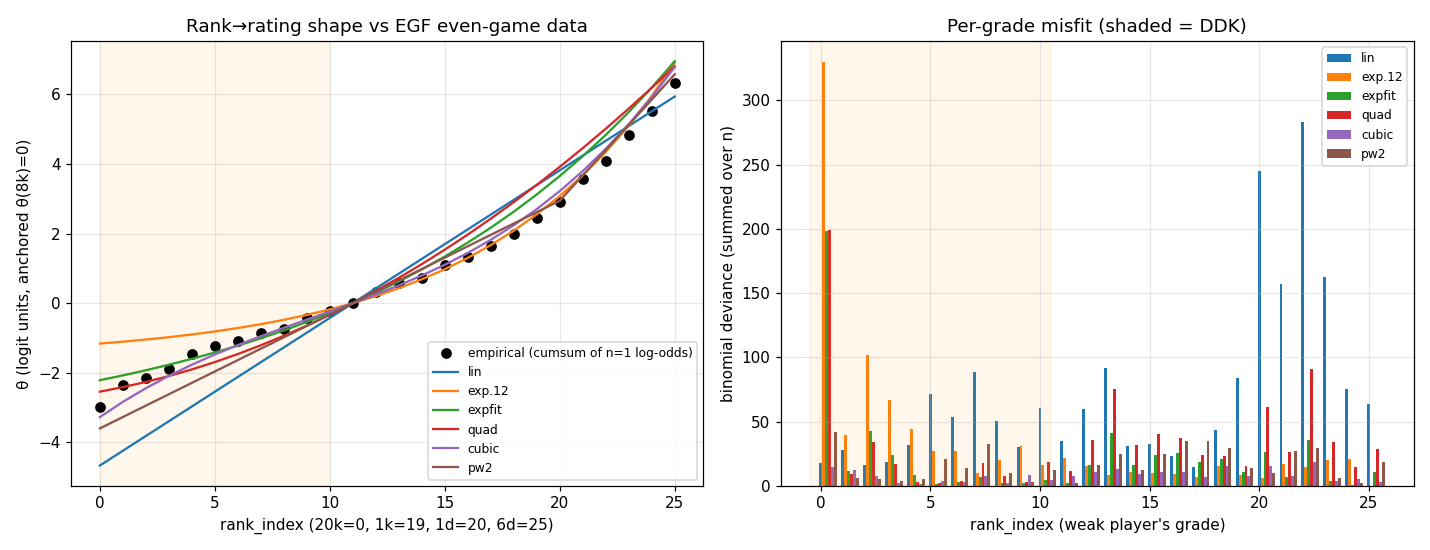 Rank→rating shape vs EGF even-game data
θ (logit units, anchored θ(8k)=0)
6
4
2
0
−2
−4
0
5
10
15
20
25
rank_index (20k=0, 1k=19, 1d=20, 6d=25)
empirical (cumsum of n=1 log-odds)
lin
exp.12
expfit
quad
cubic
pw2
Per-grade misfit (shaded = DDK)
binomial deviance (summed over n)
300
250
200
150
100
50
0
0
5
10
15
20
25
rank_index (weak player's grade)
lin
exp.12
expfit
quad
cubic
pw2